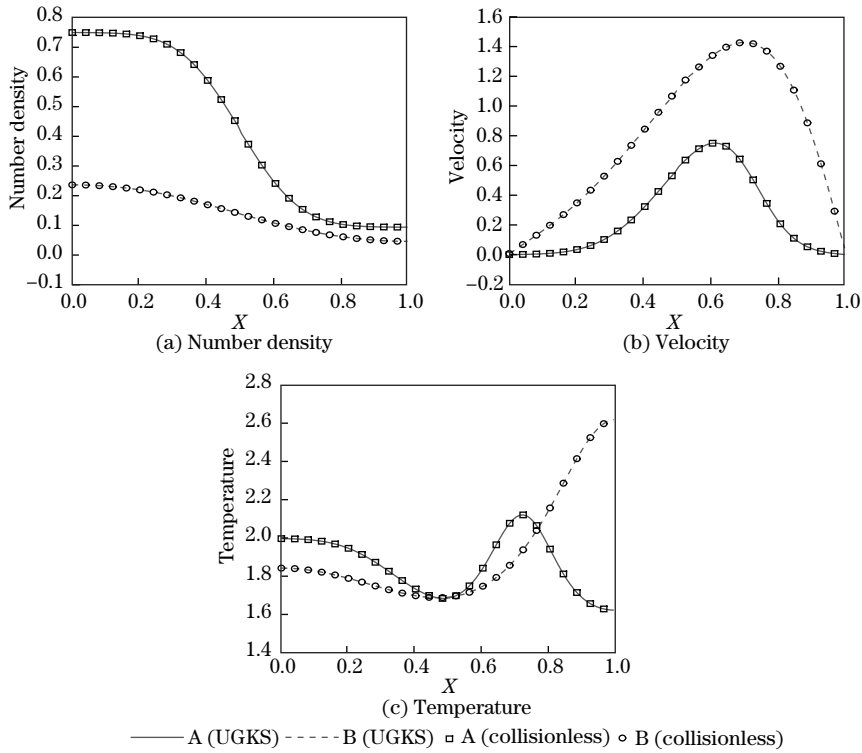 0.8
0.7
0.6
0.5
0.4
0.3
0.2
0.1
0.0
−0.1
Number density
0.0 0.2 0.4 0.6 0.8 1.0
X
(a) Number density
1.6
1.4
1.2
1.0
0.8
0.6
0.4
0.2
0.0
−0.2
Velocity
0.0 0.2 0.4 0.6 0.8 1.0
X
(b) Velocity
2.8
2.6
2.4
2.2
2.0
1.8
1.6
1.4
Temperature
0.0 0.2 0.4 0.6 0.8 1.0
X
(c) Temperature
A (UGKS) B (UGKS) A (collisionless) B (collisionless)